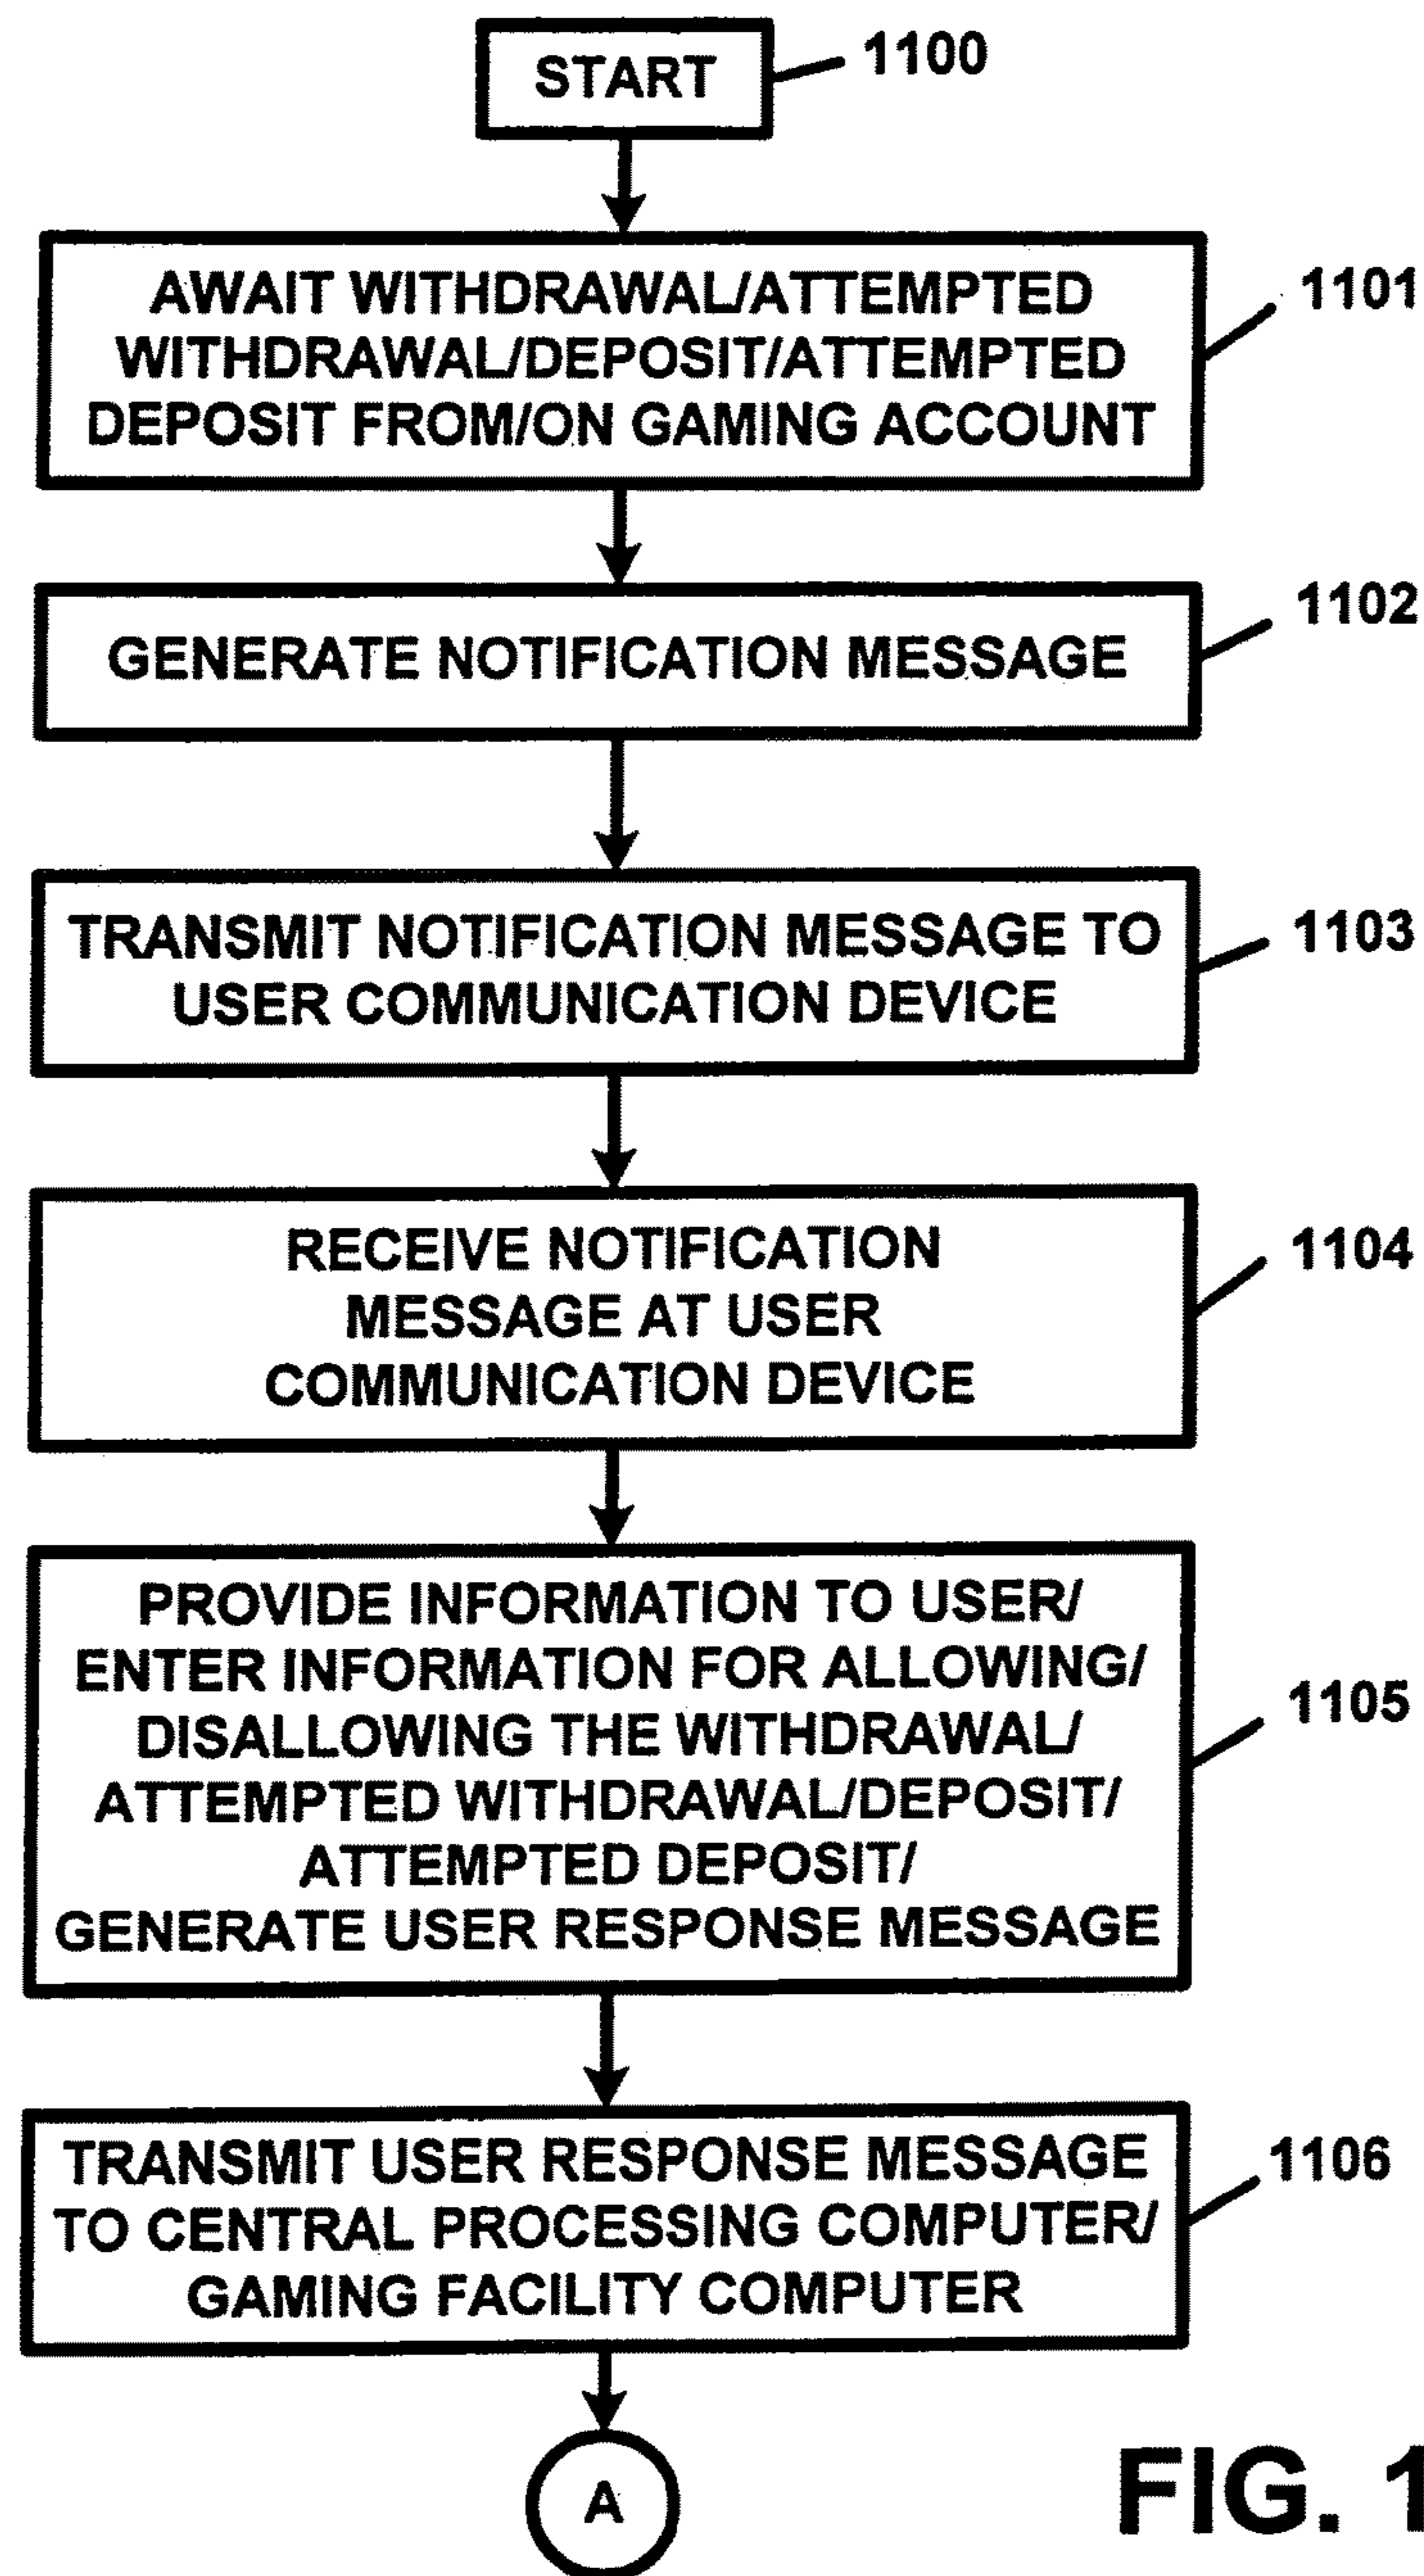 START
1100
AWAIT WITHDRAWAL/ATTEMPTED
WITHDRAWAL/DEPOSIT/ATTEMPTED
DEPOSIT FROM/ON GAMING ACCOUNT
1101
GENERATE NOTIFICATION MESSAGE
1102
TRANSMIT NOTIFICATION MESSAGE TO
USER COMMUNICATION DEVICE
1103
RECEIVE NOTIFICATION
MESSAGE AT USER
COMMUNICATION DEVICE
1104
PROVIDE INFORMATION TO USER/
ENTER INFORMATION FOR ALLOWING/
DISALLOWING THE WITHDRAWAL/
ATTEMPTED WITHDRAWAL/DEPOSIT/
ATTEMPTED DEPOSIT/
GENERATE USER RESPONSE MESSAGE
1105
TRANSMIT USER RESPONSE MESSAGE
TO CENTRAL PROCESSING COMPUTER/
GAMING FACILITY COMPUTER
1106
A
FIG. 1